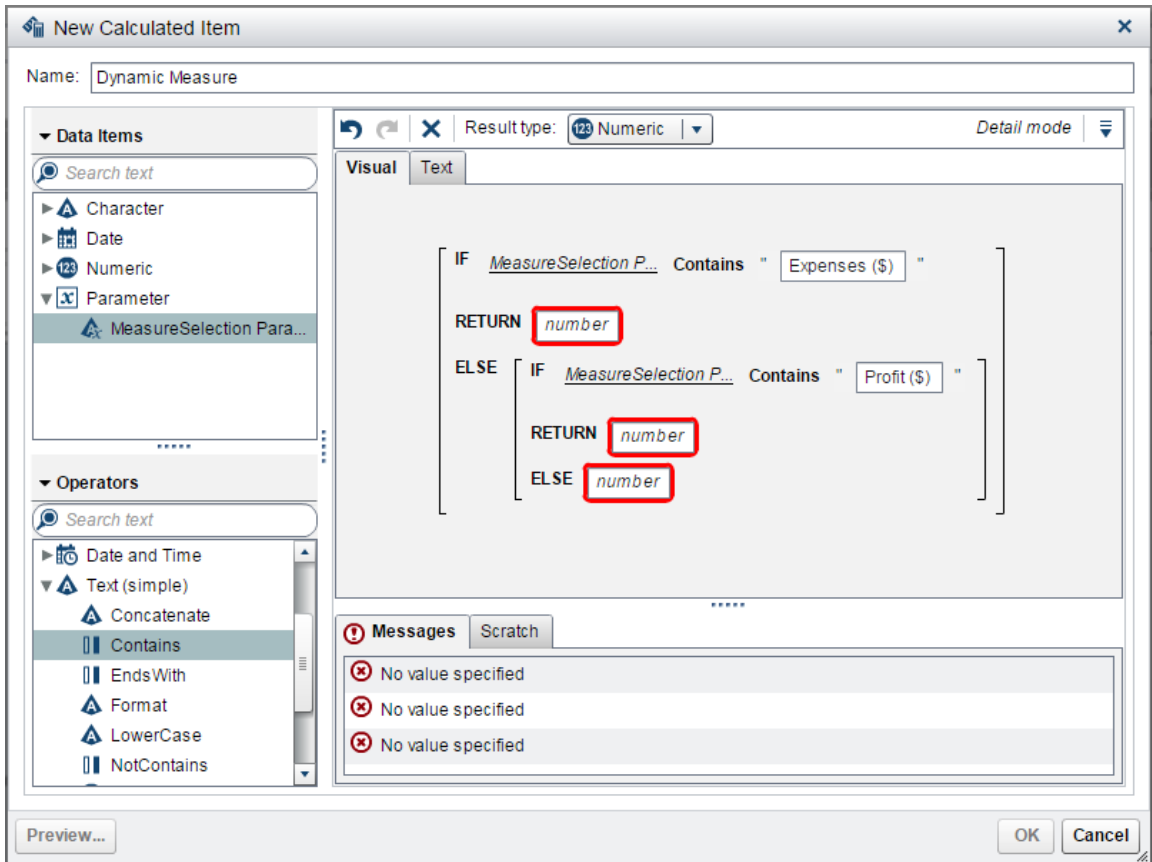 New Calculated Item
Name: Dynamic Measure
Data Items
Search text
Character
Date
Numeric
Parameter
MeasureSelection Para...
Operators
Search text
Date and Time
Text (simple)
Concatenate
Contains
EndsWith
Format
LowerCase
NotContains
Result type: 123 Numeric Detail mode
Visual Text
IF MeasureSelection P... Contains " Expenses ($) "
RETURN number
ELSE IF MeasureSelection P... Contains " Profit ($) "
RETURN number
ELSE number
Messages Scratch
No value specified
No value specified
No value specified
Preview... OK Cancel